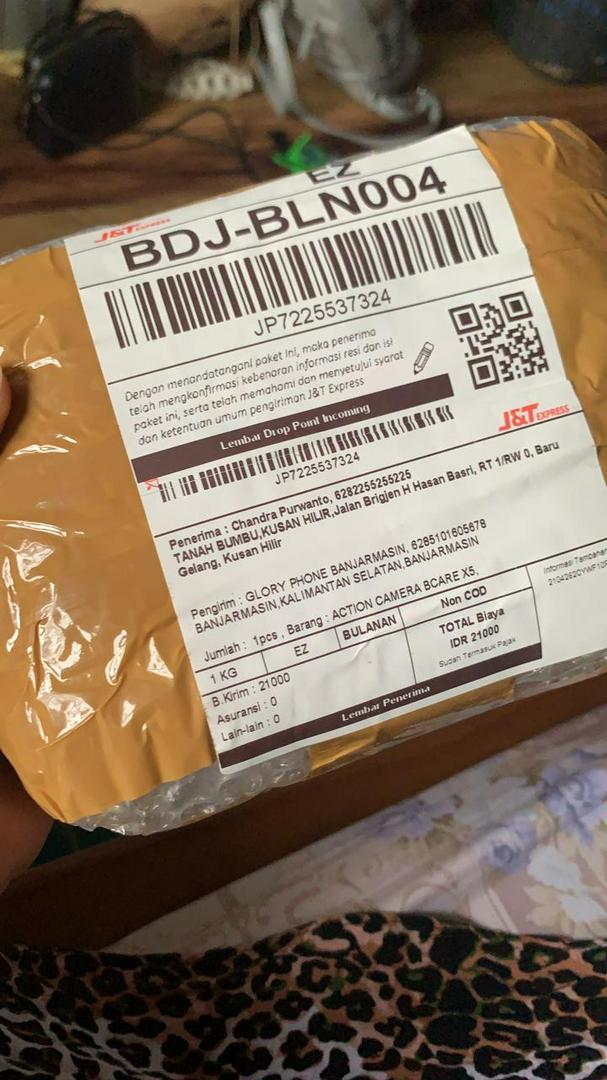 EZ
J&T EXPRESS
BDJ-BLN004
JP7225537324
Dengan menandatangani paket ini, maka penerima
telah mengkonfirmasi kebenaran informasi resi dan isi
paket ini, serta telah memahami dan menyetujui syarat
dan ketentuan umum pengiriman J&T Express
Lembar Drop Point Incoming
J&T EXPRESS
JP7225537324
Penerima : Chandra Purwanto, 6282255255225
TANAH BUMBU,KUSAN HILIR,Jalan Brigjen H Hasan Basri, RT 1/RW 0, Baru
Gelang, Kusan Hilir
Pengirim : GLORY PHONE BANJARMASIN, 6285101605678
BANJARMASIN,KALIMANTAN SELATAN,BANJARMASIN
Jumlah : 1pcs , Barang : ACTION CAMERA BCARE X5,
Informasi Tambahan
1 KG
EZ
BULANAN
Non COD
B.Kirim : 21000
Asuransi : 0
Lain-lain : 0
TOTAL Biaya
IDR 21000
Sudah Termasuk Pajak
Lembar Penerima